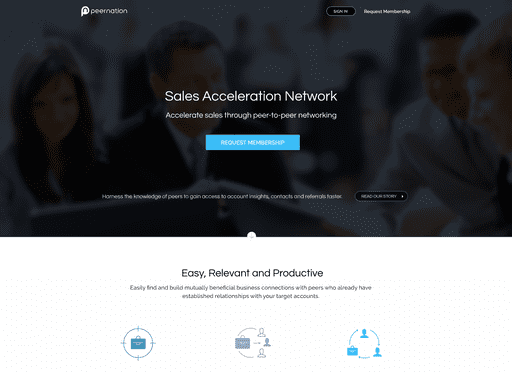 peernation
SIGN IN
Request Membership
Sales Acceleration Network
Accelerate sales through peer-to-peer networking
REQUEST MEMBERSHIP
Harness the knowledge of peers to gain access to account insights, contacts and referrals faster.
READ OUR STORY
Easy, Relevant and Productive
Easily find and build mutually beneficial business connections with peers who already have
established relationships with your target accounts.